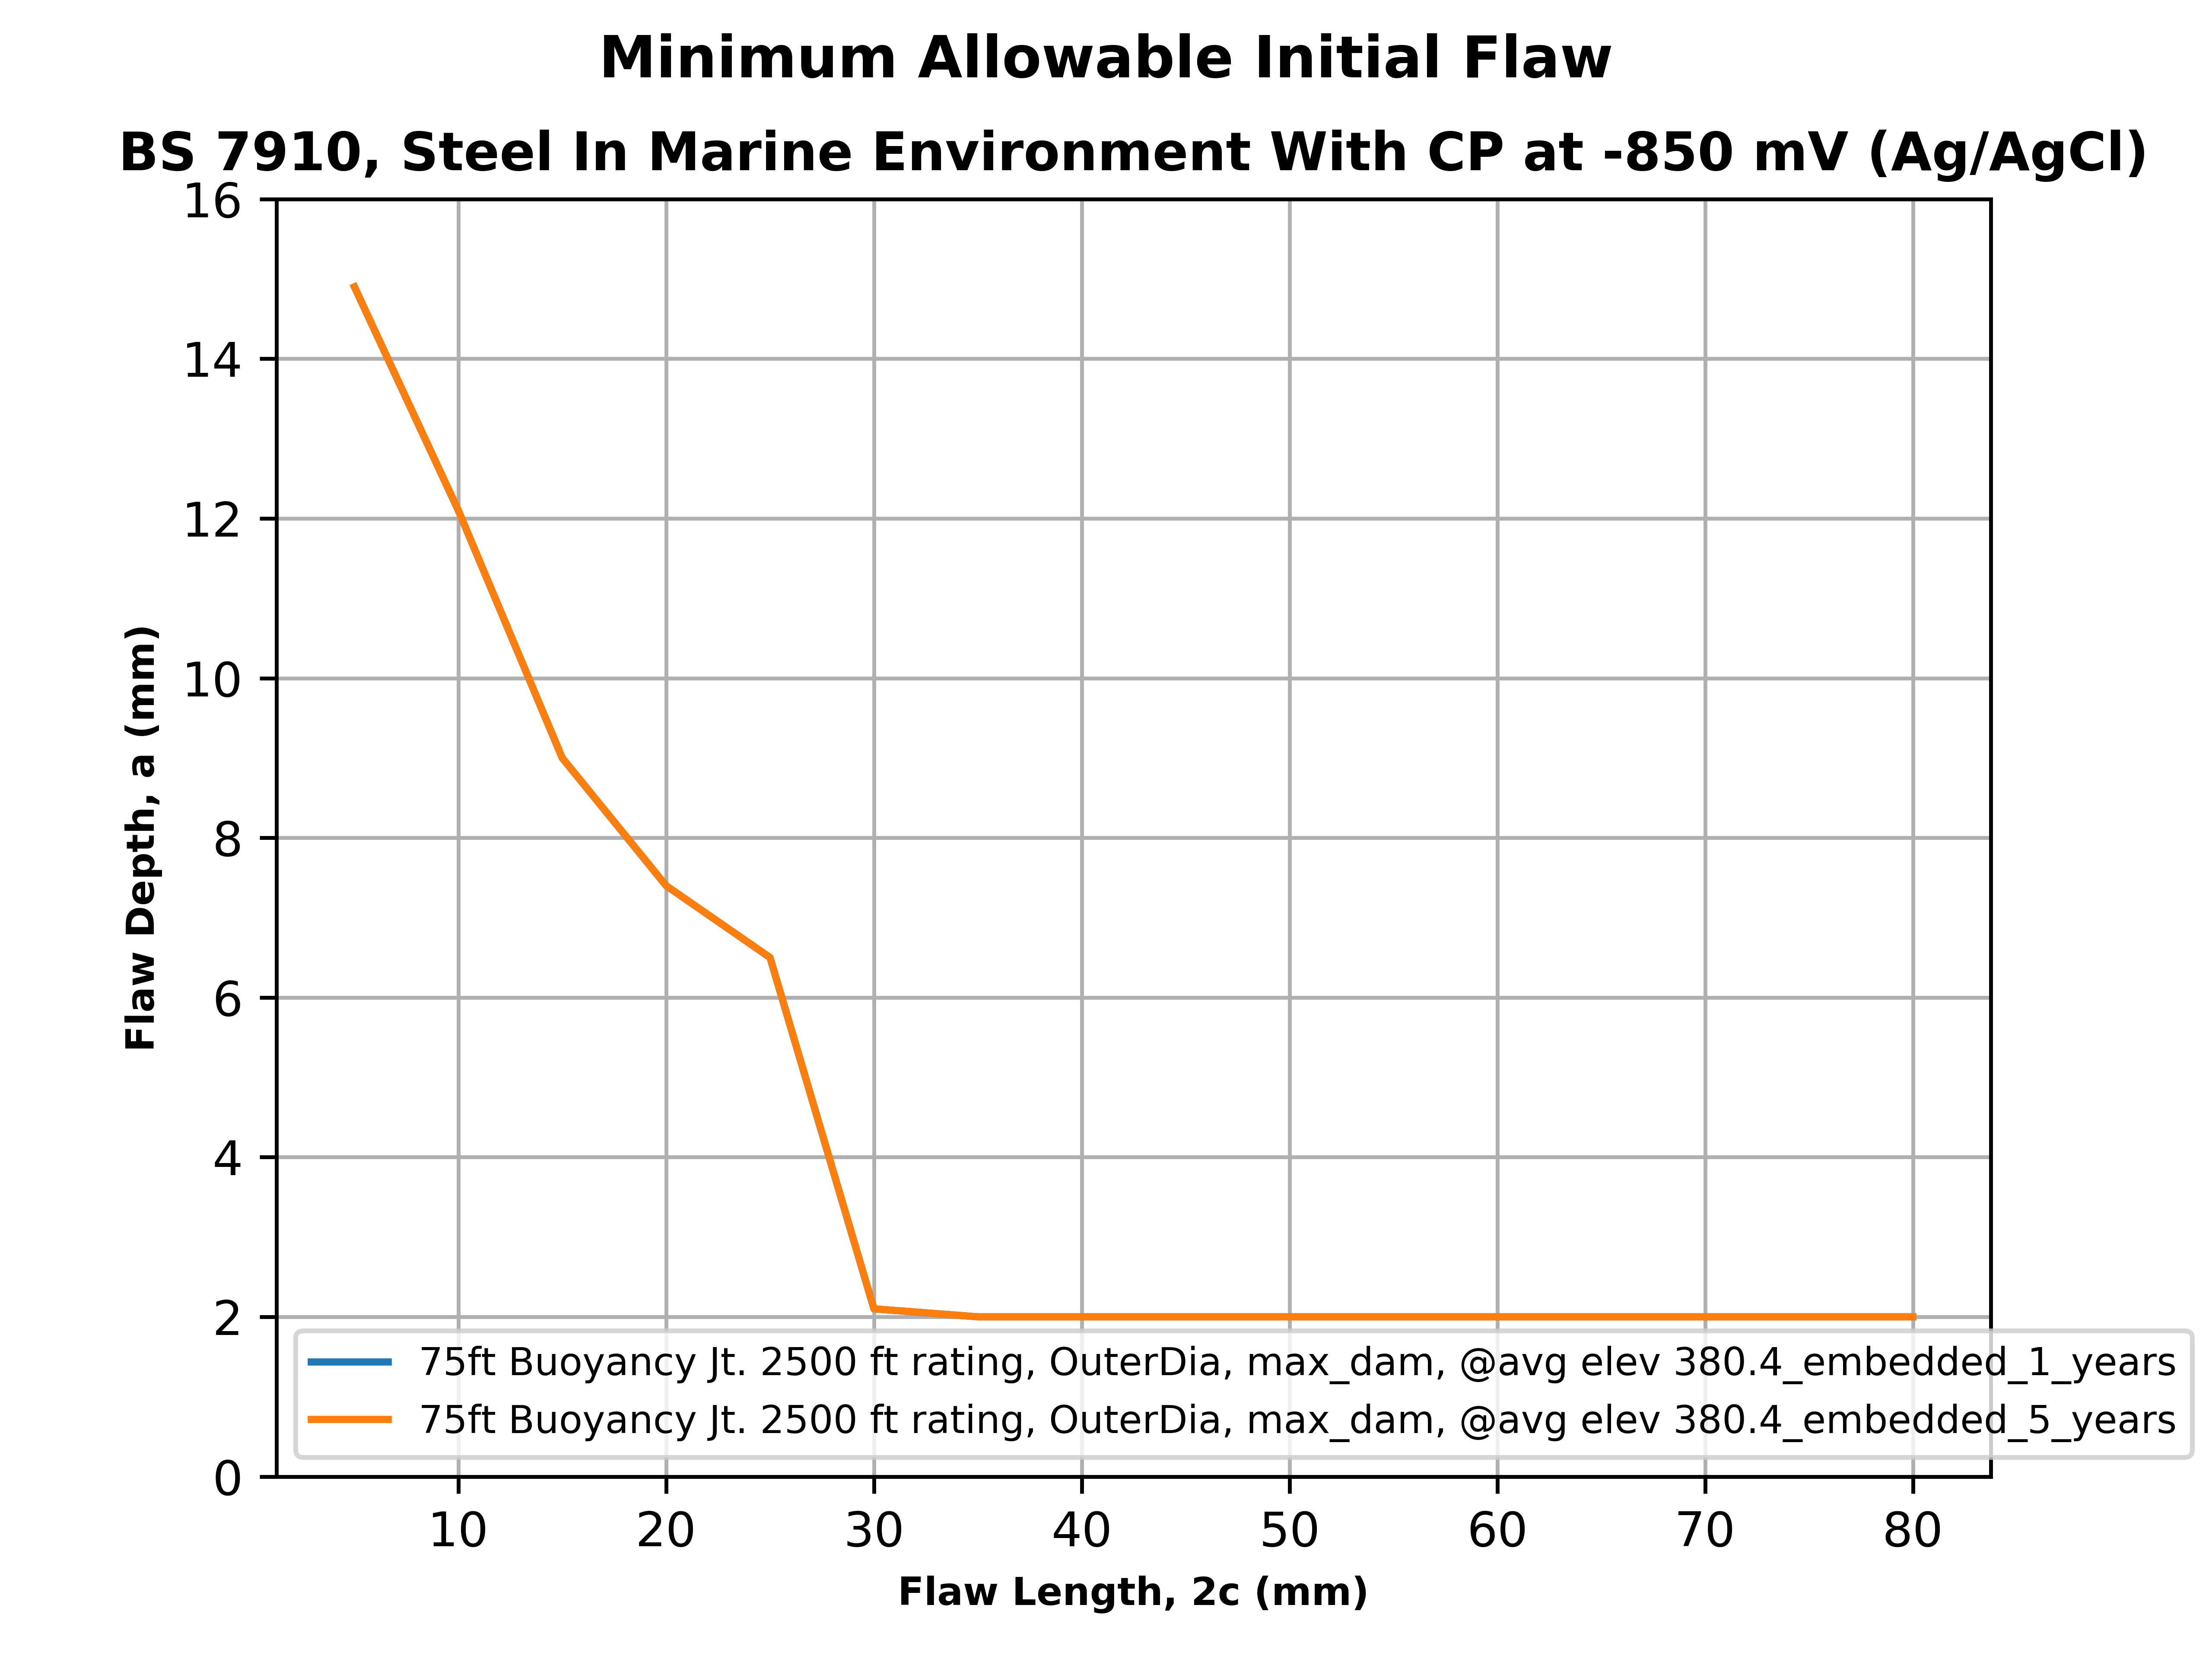 Minimum Allowable Initial Flaw
BS 7910, Steel In Marine Environment With CP at -850 mV (Ag/AgCl)
16
14
12
10
8
6
4
2
0
Flaw Depth, a (mm)
75ft Buoyancy Jt. 2500 ft rating, OuterDia, max_dam, @avg elev 380.4_embedded_1_years
75ft Buoyancy Jt. 2500 ft rating, OuterDia, max_dam, @avg elev 380.4_embedded_5_years
10 20 30 40 50 60 70 80
Flaw Length, 2c (mm)